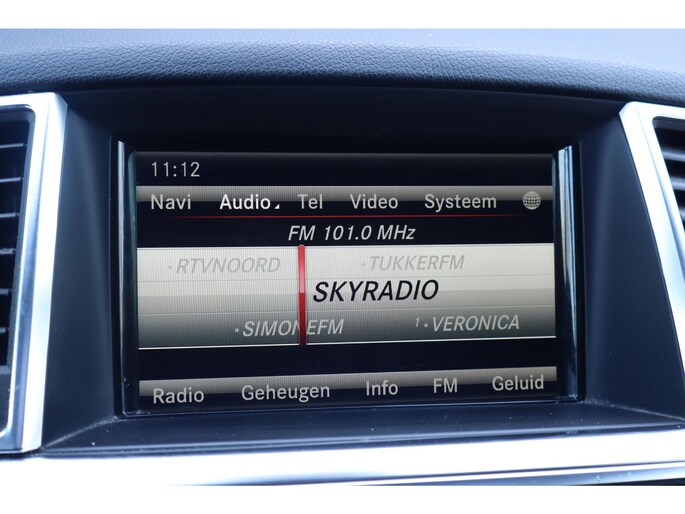 11:12
Navi Audio Tel Video Systeem
FM 101.0 MHz
·RTVNOORD ·TUKKERFM
SKYRADIO
·SIMONEFM 1·VERONICA
Radio Geheugen Info FM Geluid